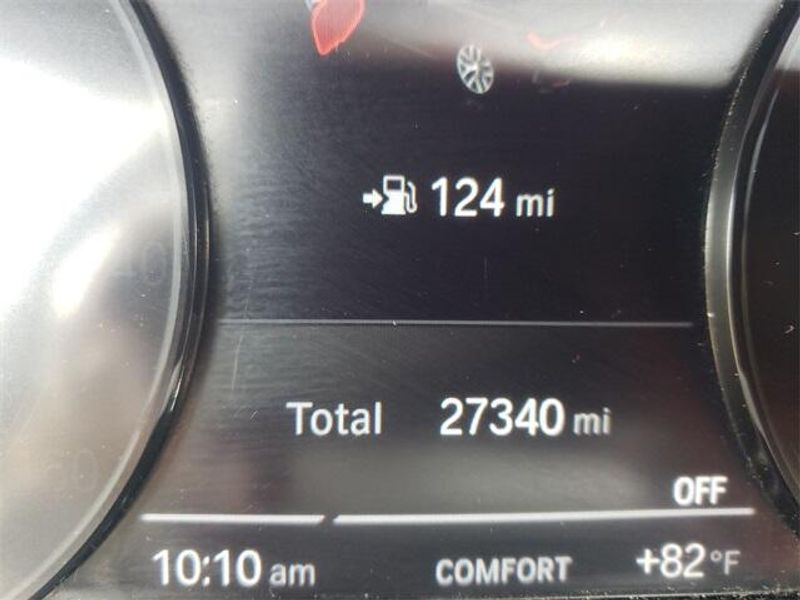 124 mi
Total 27340 mi
OFF
10:10 am COMFORT +82°F